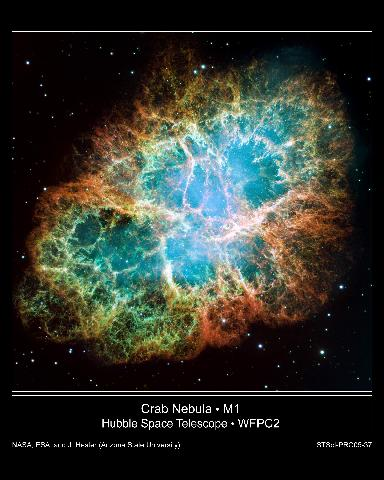 Crab Nebula • M1
Hubble Space Telescope • WFPC2
NASA, ESA, and J. Hester (Arizona State University)
STScI-PRC05-37